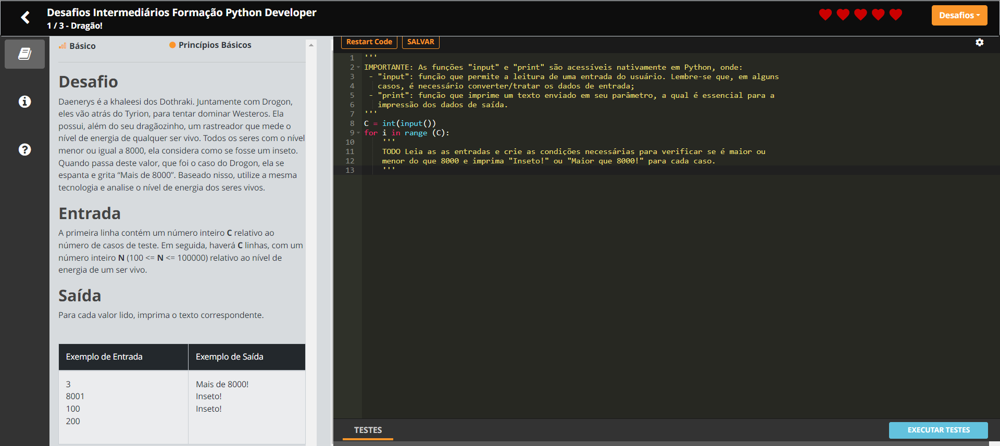 Desafios Intermediários Formação Python Developer
1 / 3 - Dragão!
Desafios
Básico
Princípios Básicos
Desafio
Daenerys é a khaleesi dos Dothraki. Juntamente com Drogon,
eles vão atrás do Tyrion, para tentar dominar Westeros. Ela
possui, além do seu dragãozinho, um rastreador que mede o
nível de energia de qualquer ser vivo. Todos os seres com o nível
menor ou igual a 8000, ela considera como se fosse um inseto.
Quando passa deste valor, que foi o caso do Drogon, ela se
espanta e grita “Mais de 8000”. Baseado nisso, utilize a mesma
tecnologia e analise o nível de energia dos seres vivos.
Entrada
A primeira linha contém um número inteiro C relativo ao
número de casos de teste. Em seguida, haverá C linhas, com um
número inteiro N (100 <= N <= 100000) relativo ao nível de
energia de um ser vivo.
Saída
Para cada valor lido, imprima o texto correspondente.
Exemplo de Entrada
Exemplo de Saída
3
8001
100
200
Mais de 8000!
Inseto!
Inseto!
Restart Code
SALVAR
1 '''
2 IMPORTANTE: As funções "input" e "print" são acessíveis nativamente em Python, onde:
3 - "input": função que permite a leitura de uma entrada do usuário. Lembre-se que, em alguns
4 casos, é necessário converter/tratar os dados de entrada;
5 - "print": função que imprime um texto enviado em seu parâmetro, a qual é essencial para a
6 impressão dos dados de saída.
7 '''
8 C = int(input())
9 for i in range (C):
10 '''
11 TODO Leia as as entradas e crie as condições necessárias para verificar se é maior ou
12 menor do que 8000 e imprima "Inseto!" ou "Maior que 8000!" para cada caso.
13 '''
TESTES
EXECUTAR TESTES